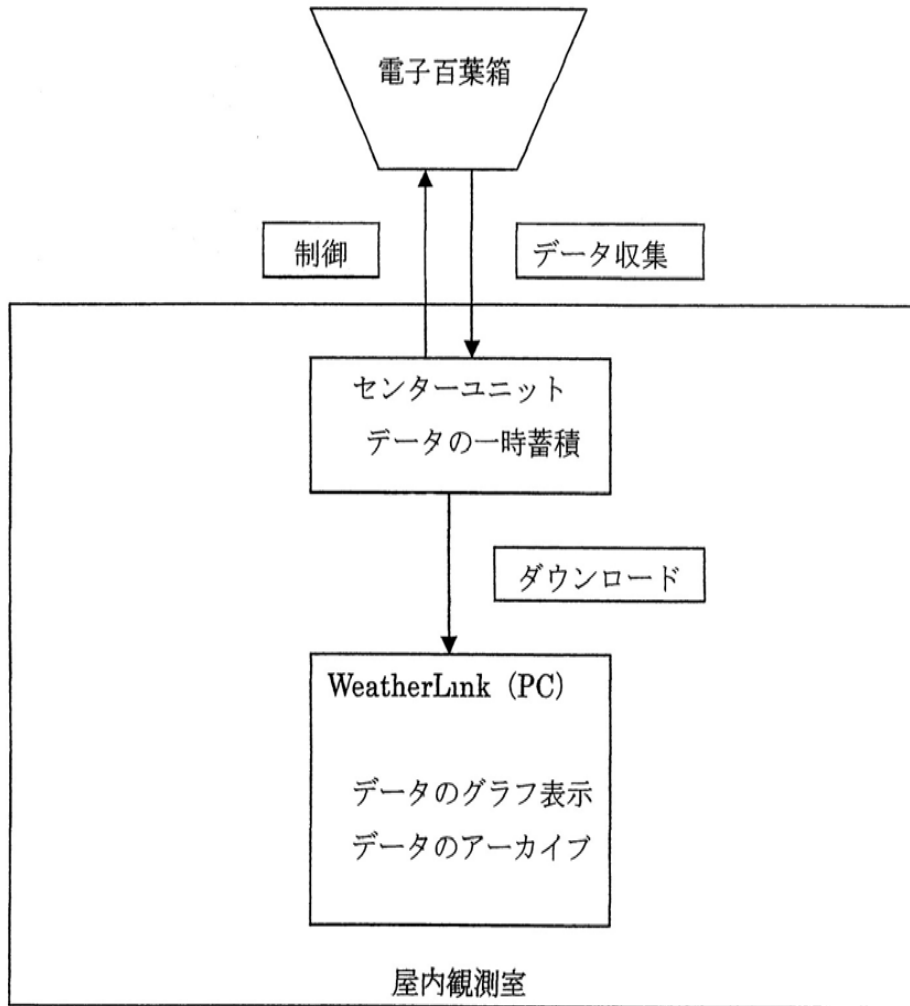 電子百葉箱
制御
データ収集
センターユニット
データの一時蓄積
ダウンロード
WeatherLink (PC)
データのグラフ表示
データのアーカイブ
屋内観測室